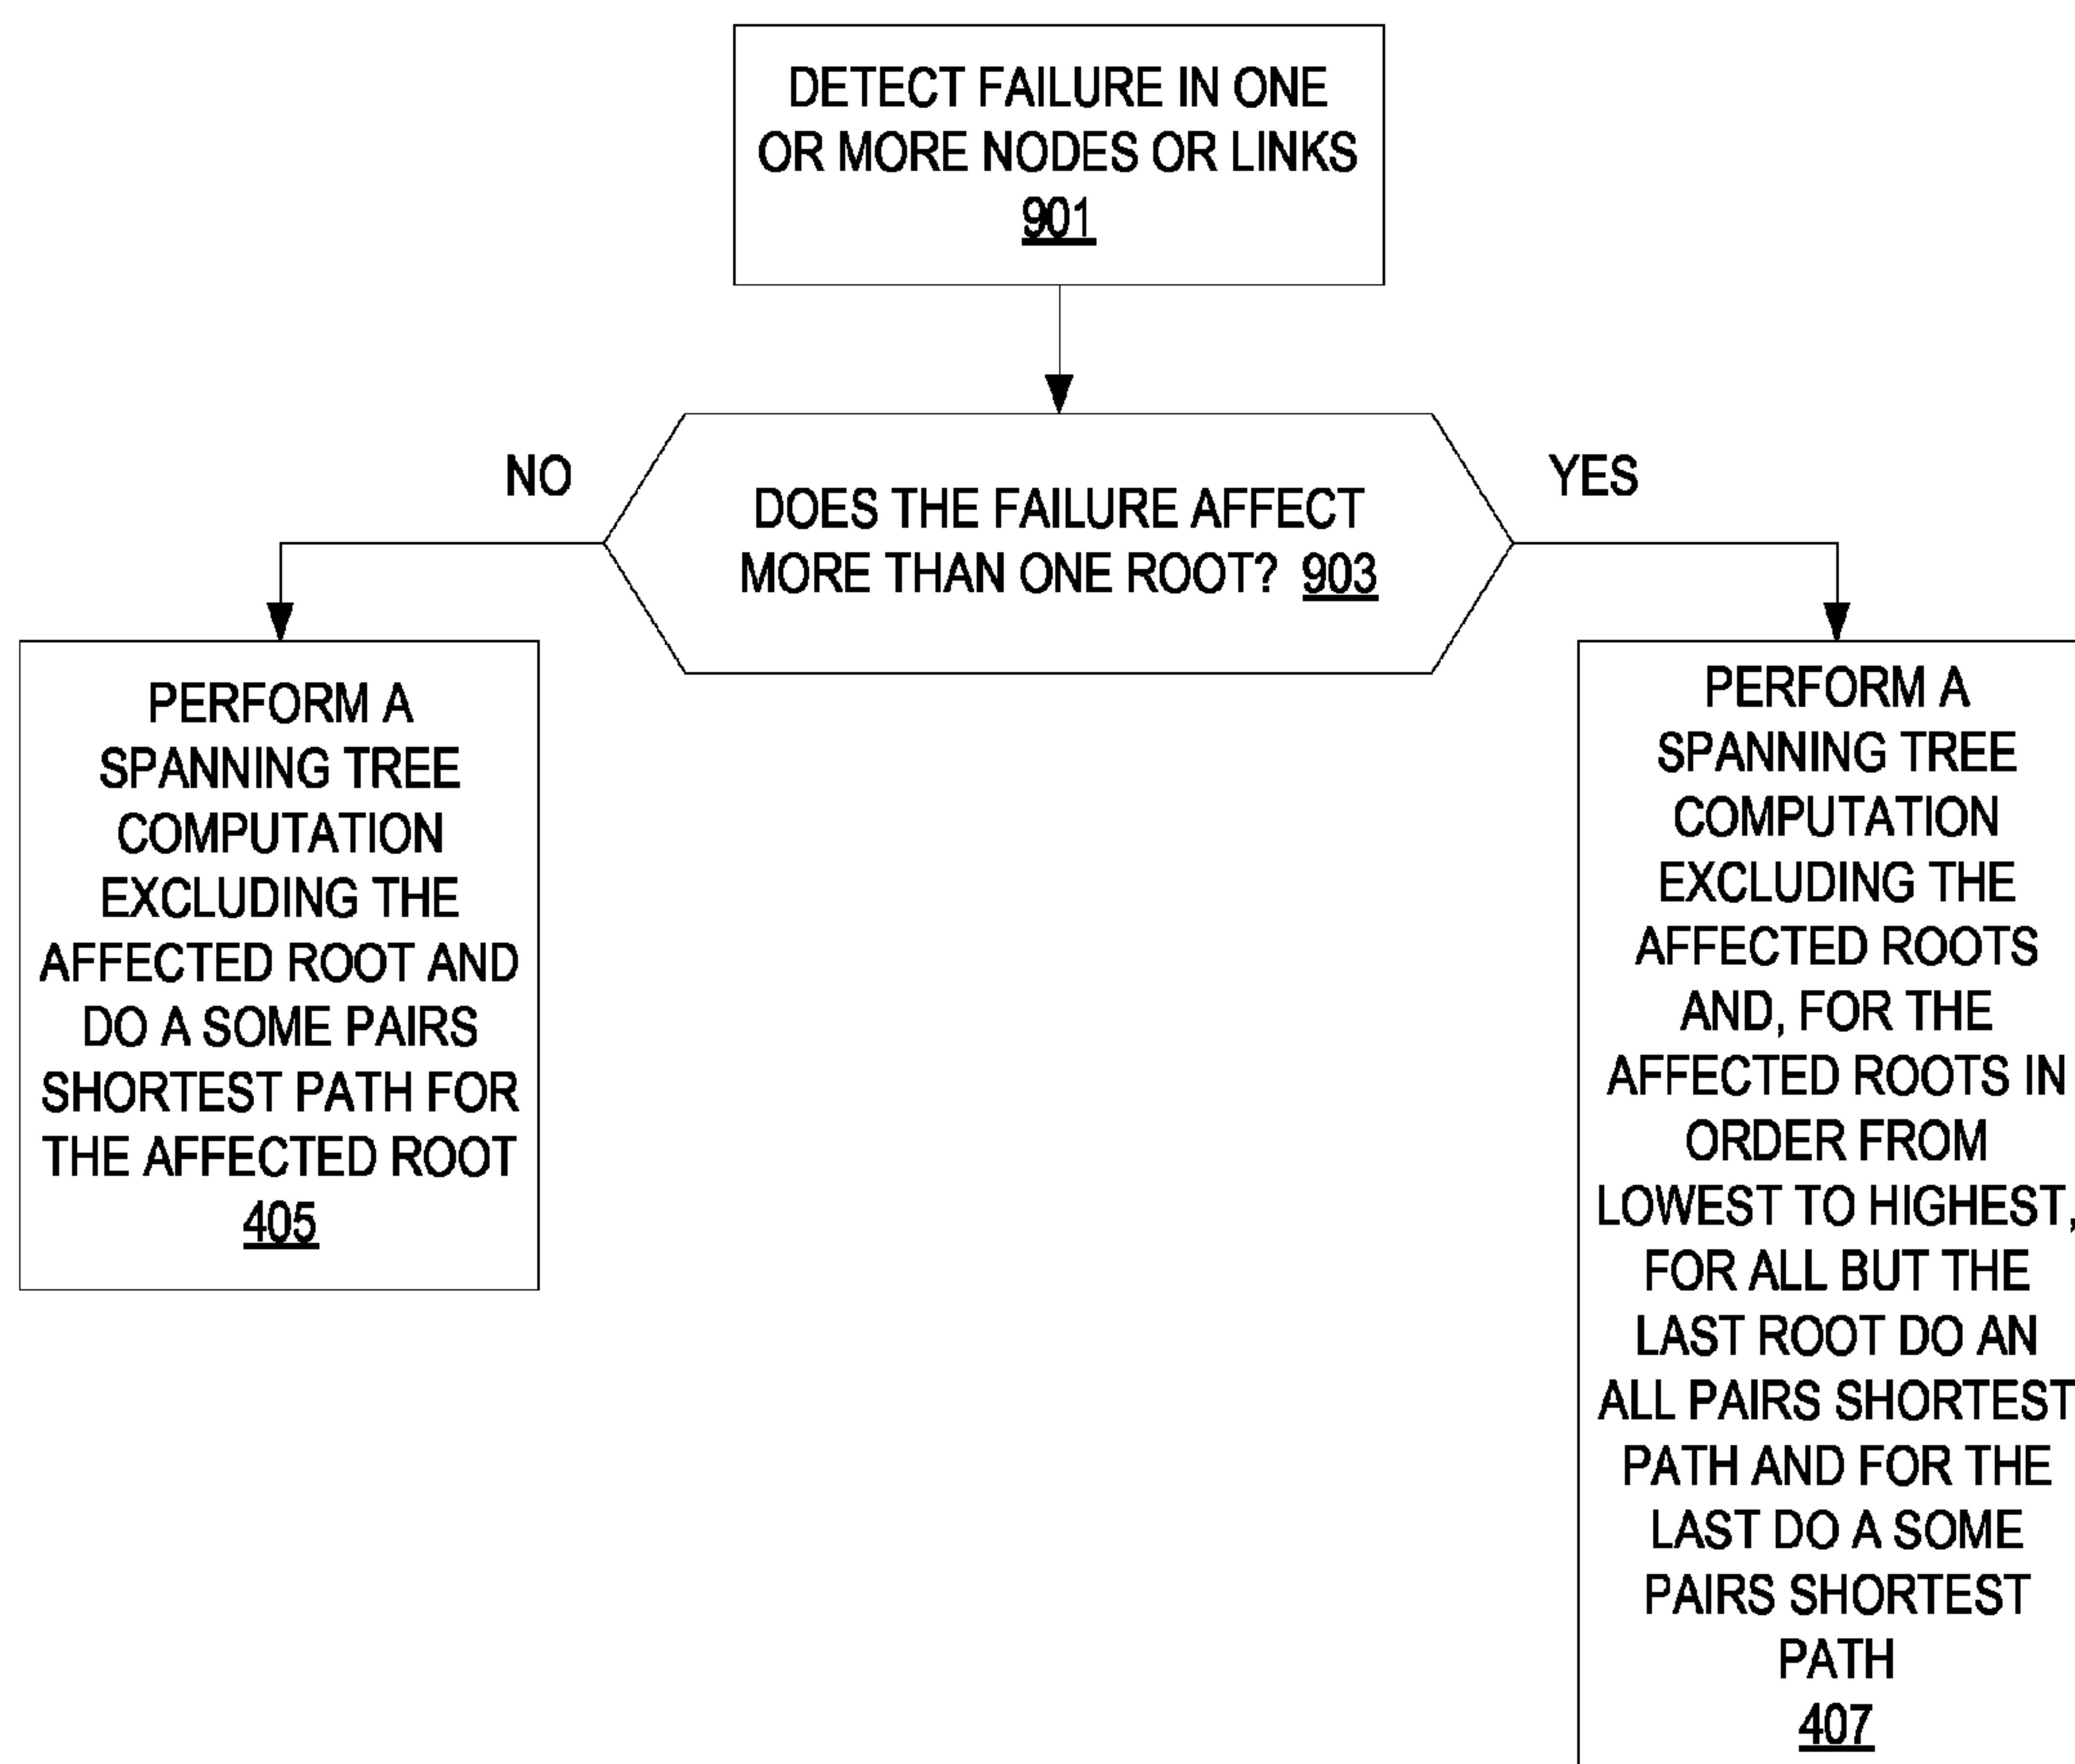 DETECT FAILURE IN ONE
OR MORE NODES OR LINKS
901
NO
YES
DOES THE FAILURE AFFECT
MORE THAN ONE ROOT? 903
PERFORM A
SPANNING TREE
COMPUTATION
EXCLUDING THE
AFFECTED ROOT AND
DO A SOME PAIRS
SHORTEST PATH FOR
THE AFFECTED ROOT
405
PERFORM A
SPANNING TREE
COMPUTATION
EXCLUDING THE
AFFECTED ROOTS
AND, FOR THE
AFFECTED ROOTS IN
ORDER FROM
LOWEST TO HIGHEST,
FOR ALL BUT THE
LAST ROOT DO AN
ALL PAIRS SHORTEST
PATH AND FOR THE
LAST DO A SOME
PAIRS SHORTEST
PATH
407